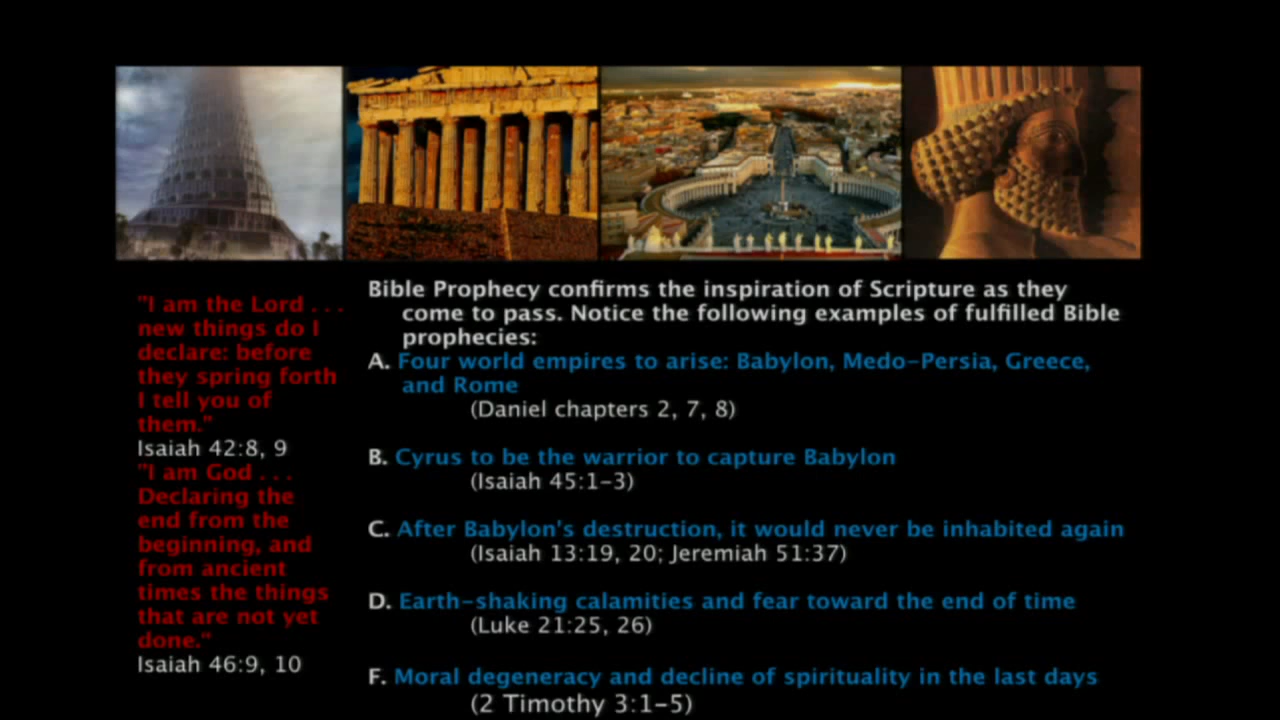 "I am the Lord . . .
new things do I
declare: before
they spring forth
I tell you of
them."
Isaiah 42:8, 9
"I am God . . .
Declaring the
end from the
beginning, and
from ancient
times the things
that are not yet
done."
Isaiah 46:9, 10
Bible Prophecy confirms the inspiration of Scripture as they
come to pass. Notice the following examples of fulfilled Bible
prophecies:
A. Four world empires to arise: Babylon, Medo-Persia, Greece,
and Rome
(Daniel chapters 2, 7, 8)
B. Cyrus to be the warrior to capture Babylon
(Isaiah 45:1-3)
C. After Babylon's destruction, it would never be inhabited again
(Isaiah 13:19, 20; Jeremiah 51:37)
D. Earth-shaking calamities and fear toward the end of time
(Luke 21:25, 26)
F. Moral degeneracy and decline of spirituality in the last days
(2 Timothy 3:1-5)